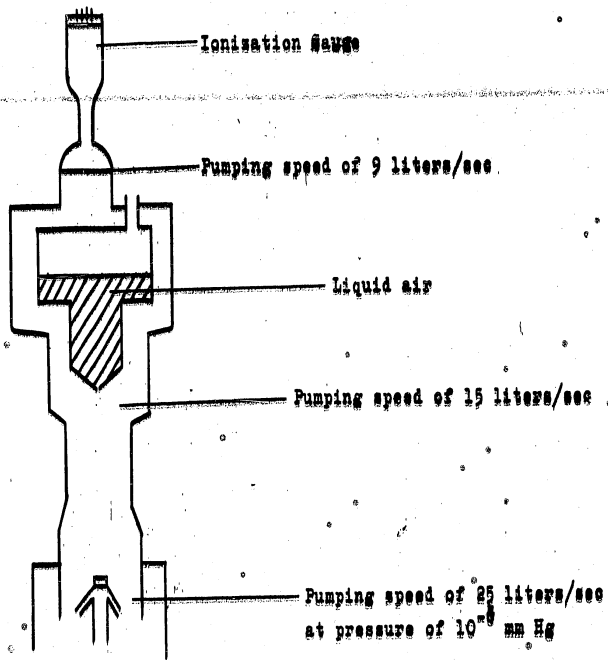 Ionization Gauge
Pumping speed of 9 liters/sec
Liquid air
Pumping speed of 15 liters/sec
Pumping speed of 25 liters/sec
at pressure of mm Hg